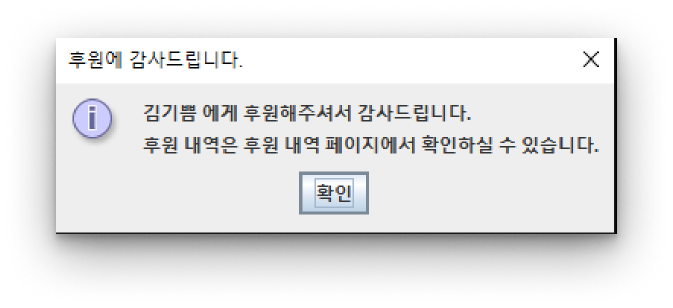 후원에 감사드립니다.
김기쁨 에게 후원해주셔서 감사드립니다.
후원 내역은 후원 내역 페이지에서 확인하실 수 있습니다.
확인